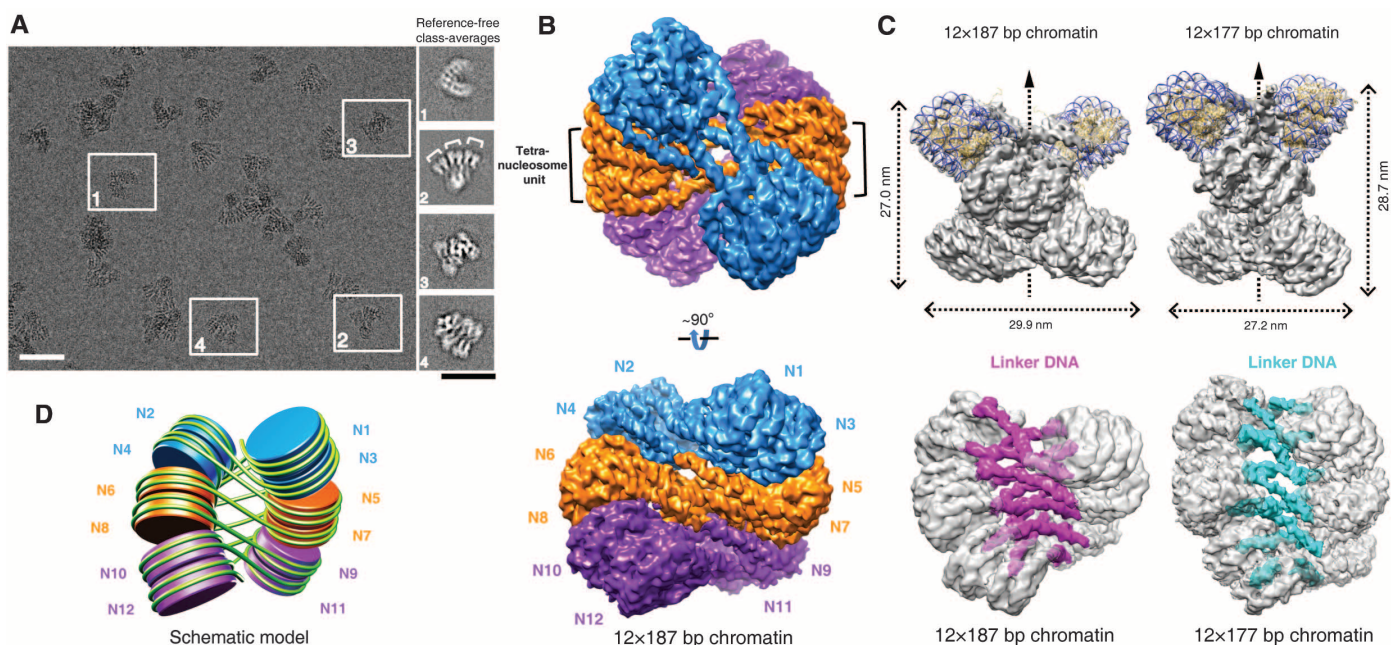 A
Reference-free
class-averages
1
2
3
4
1
3
4
2
B
Tetra-
nucleosome
unit
~90°
N2
N1
N4
N3
N6
N5
N8
N7
N10
N9
N12
N11
12×187 bp chromatin
C
12×187 bp chromatin
12×177 bp chromatin
27.0 nm
28.7 nm
29.9 nm
27.2 nm
Linker DNA
Linker DNA
12×187 bp chromatin
12×177 bp chromatin
D
N2
N1
N4
N3
N6
N5
N8
N7
N10
N9
N12
N11
Schematic model